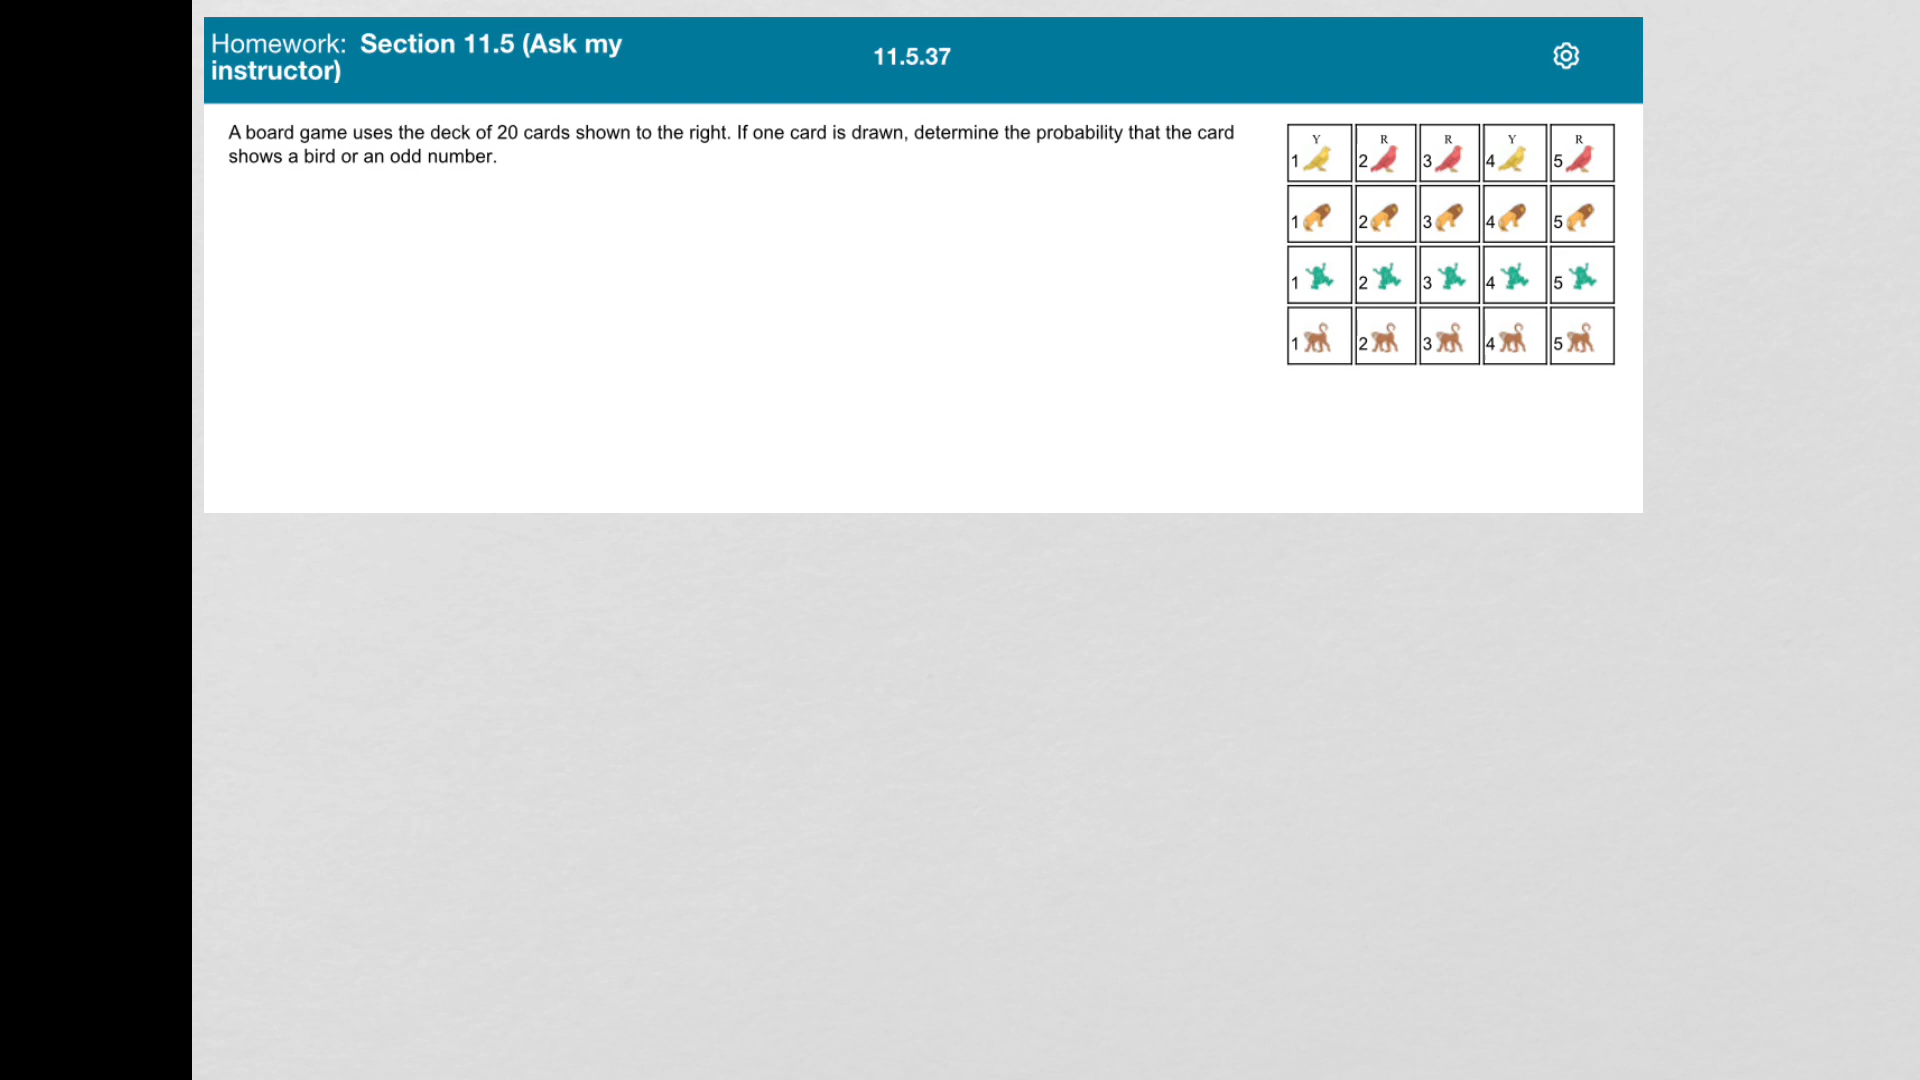 Homework: Section 11.5 (Ask my
instructor)
11.5.37
A board game uses the deck of 20 cards shown to the right. If one card is drawn, determine the probability that the card
shows a bird or an odd number.
Y R R Y R
1 2 3 4 5
1 2 3 4 5
1 2 3 4 5
1 2 3 4 5